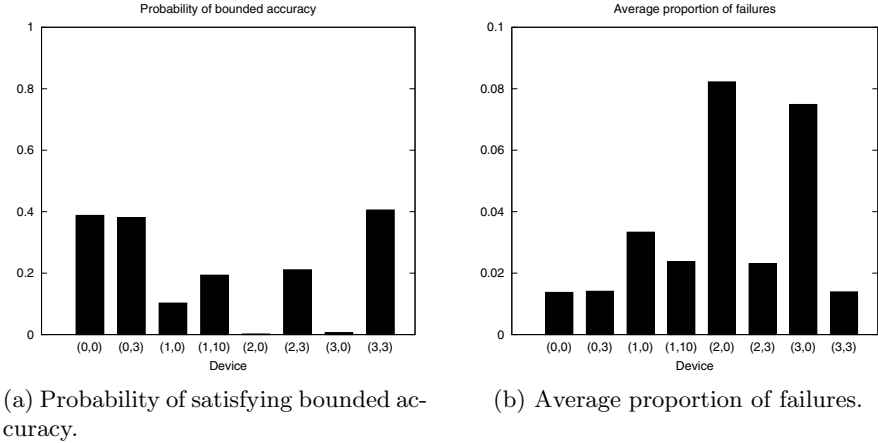 Probability of bounded accuracy
1
0.8
0.6
0.4
0.2
0
(0,0) (0,3) (1,0) (1,10) (2,0) (2,3) (3,0) (3,3)
Device
(a) Probability of satisfying bounded ac-
curacy.
Average proportion of failures
0.1
0.08
0.06
0.04
0.02
0
(0,0) (0,3) (1,0) (1,10) (2,0) (2,3) (3,0) (3,3)
Device
(b) Average proportion of failures.